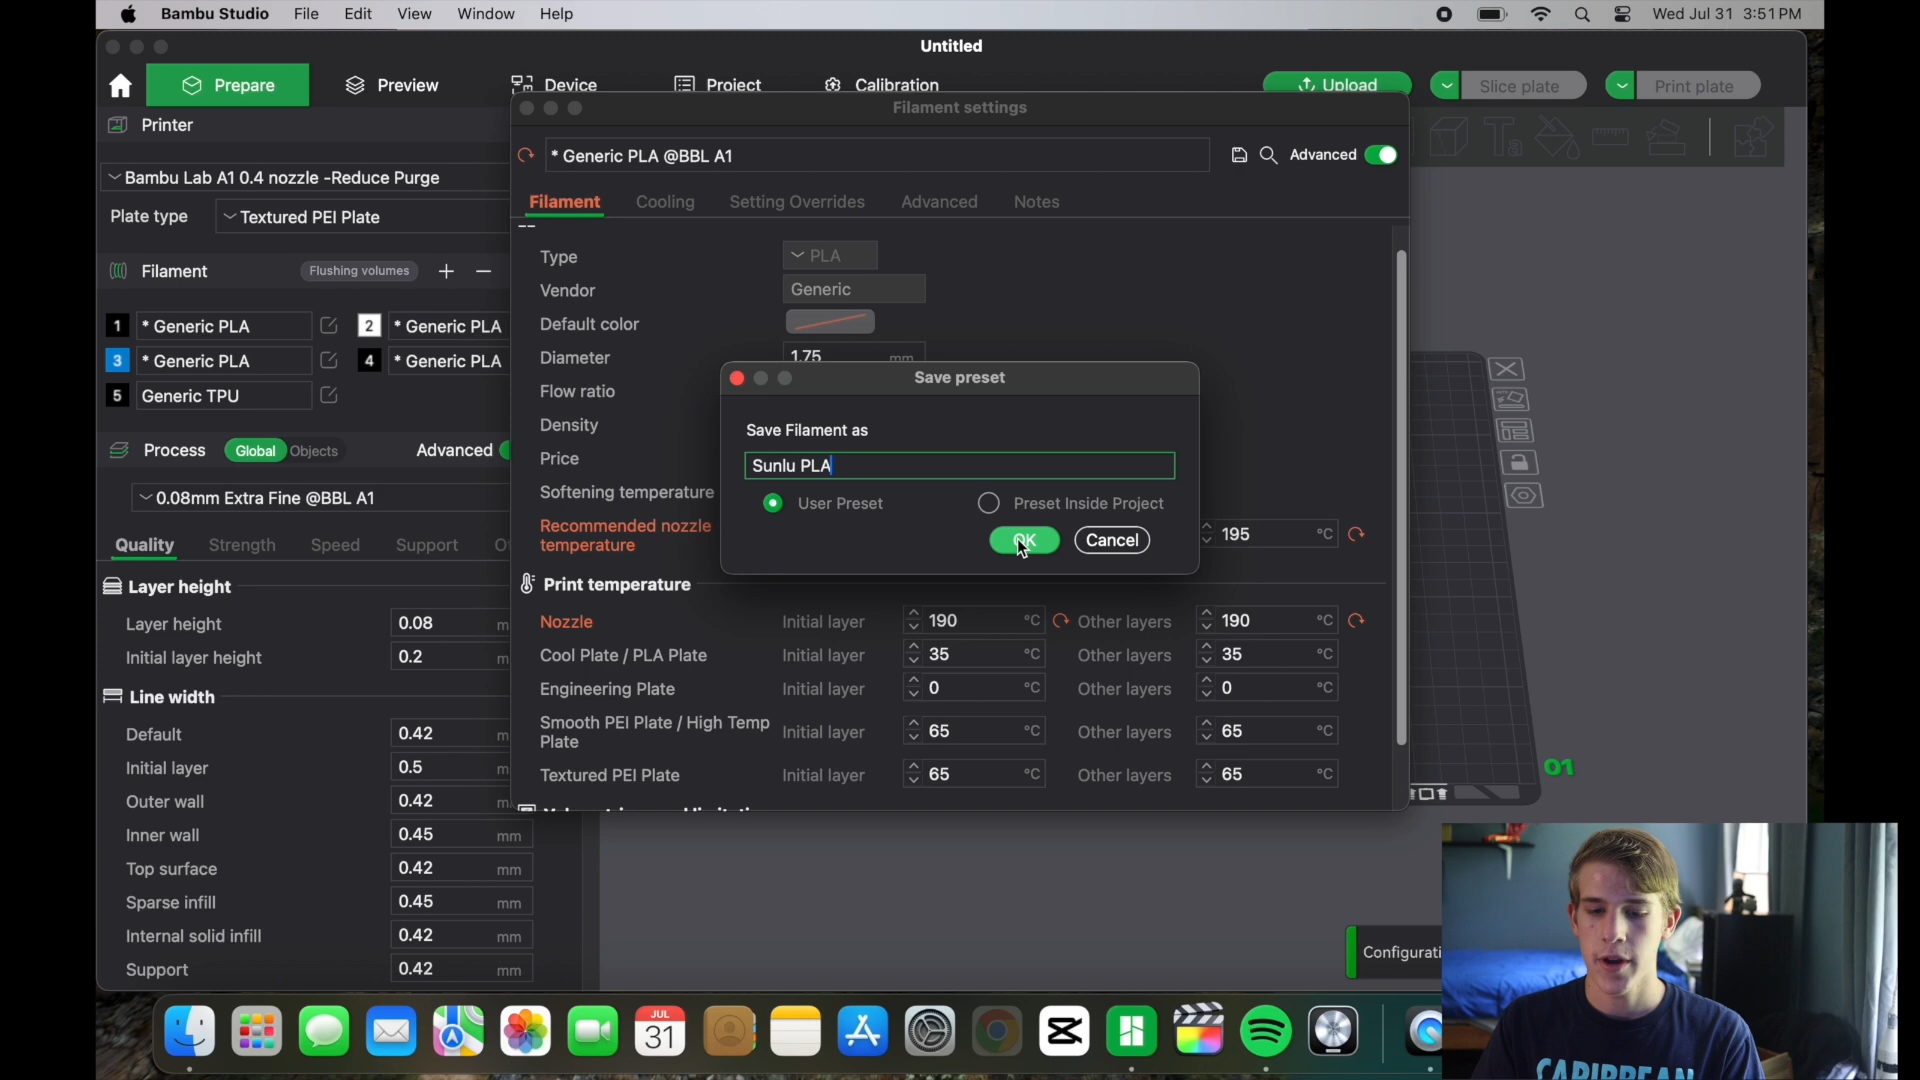 Bambu Studio File Edit View Window Help Wed Jul 31 3:51 PM
Untitled
Prepare Preview Device Project Calibration Upload Slice plate Print plate
Printer
Bambu Lab A1 0.4 nozzle -Reduce Purge
Plate type Textured PEI Plate
Filament Flushing volumes
1 * Generic PLA 2 * Generic PLA
3 * Generic PLA 4 * Generic PLA
5 Generic TPU
Process Global Objects Advanced
0.08mm Extra Fine @BBL A1
Quality Strength Speed Support
Layer height
Layer height 0.08
Initial layer height 0.2
Line width
Default 0.42
Initial layer 0.5
Outer wall 0.42
Inner wall 0.45 mm
Top surface 0.42 mm
Sparse infill 0.45 mm
Internal solid infill 0.42 mm
Support 0.42 mm
Filament settings
* Generic PLA @BBL A1 Advanced
Filament Cooling Setting Overrides Advanced Notes
Type PLA
Vendor Generic
Default color
Diameter 1.75 mm
Flow ratio
Density
Price
Softening temperature
Recommended nozzle
temperature 195 °C
Print temperature
Nozzle Initial layer 190 °C Other layers 190 °C
Cool Plate / PLA Plate Initial layer 35 °C Other layers 35 °C
Engineering Plate Initial layer 0 °C Other layers 0 °C
Smooth PEI Plate / High Temp
Plate Initial layer 65 °C Other layers 65 °C
Textured PEI Plate Initial layer 65 °C Other layers 65 °C
Save preset
Save Filament as
Sunlu PLA
User Preset Preset Inside Project
OK Cancel
01
Ta
Configurati
JUL
31
CARIBBEAN